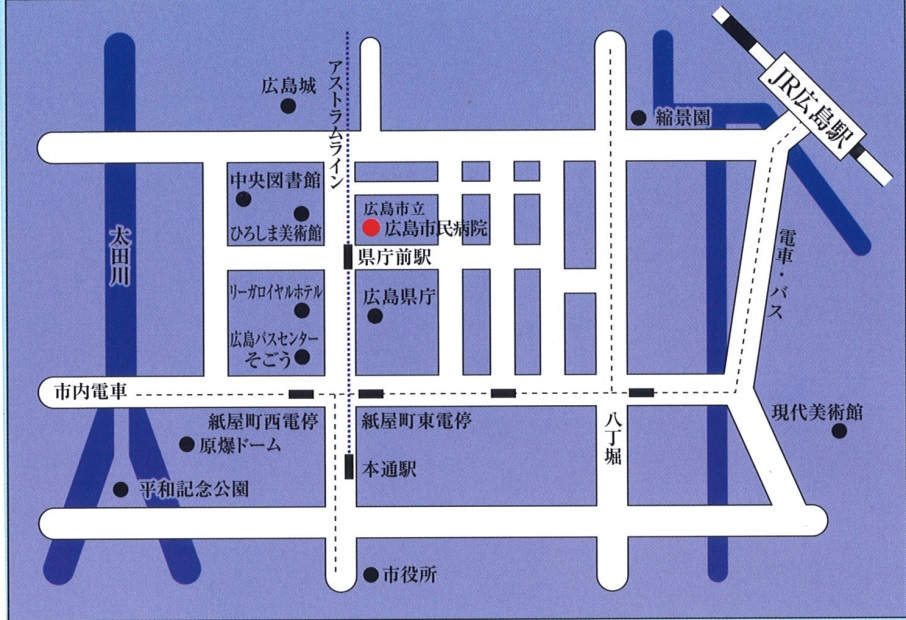 JR広島駅
広島城
アストラムライン
縮景園
中央図書館
ひろしま美術館
広島市立
広島市民病院
太田川
県庁前駅
電車・バス
リーガロイヤルホテル
広島県庁
広島バスセンター
そごう
市内電車
紙屋町西電停
紙屋町東電停
八丁堀
現代美術館
原爆ドーム
本通駅
平和記念公園
市役所